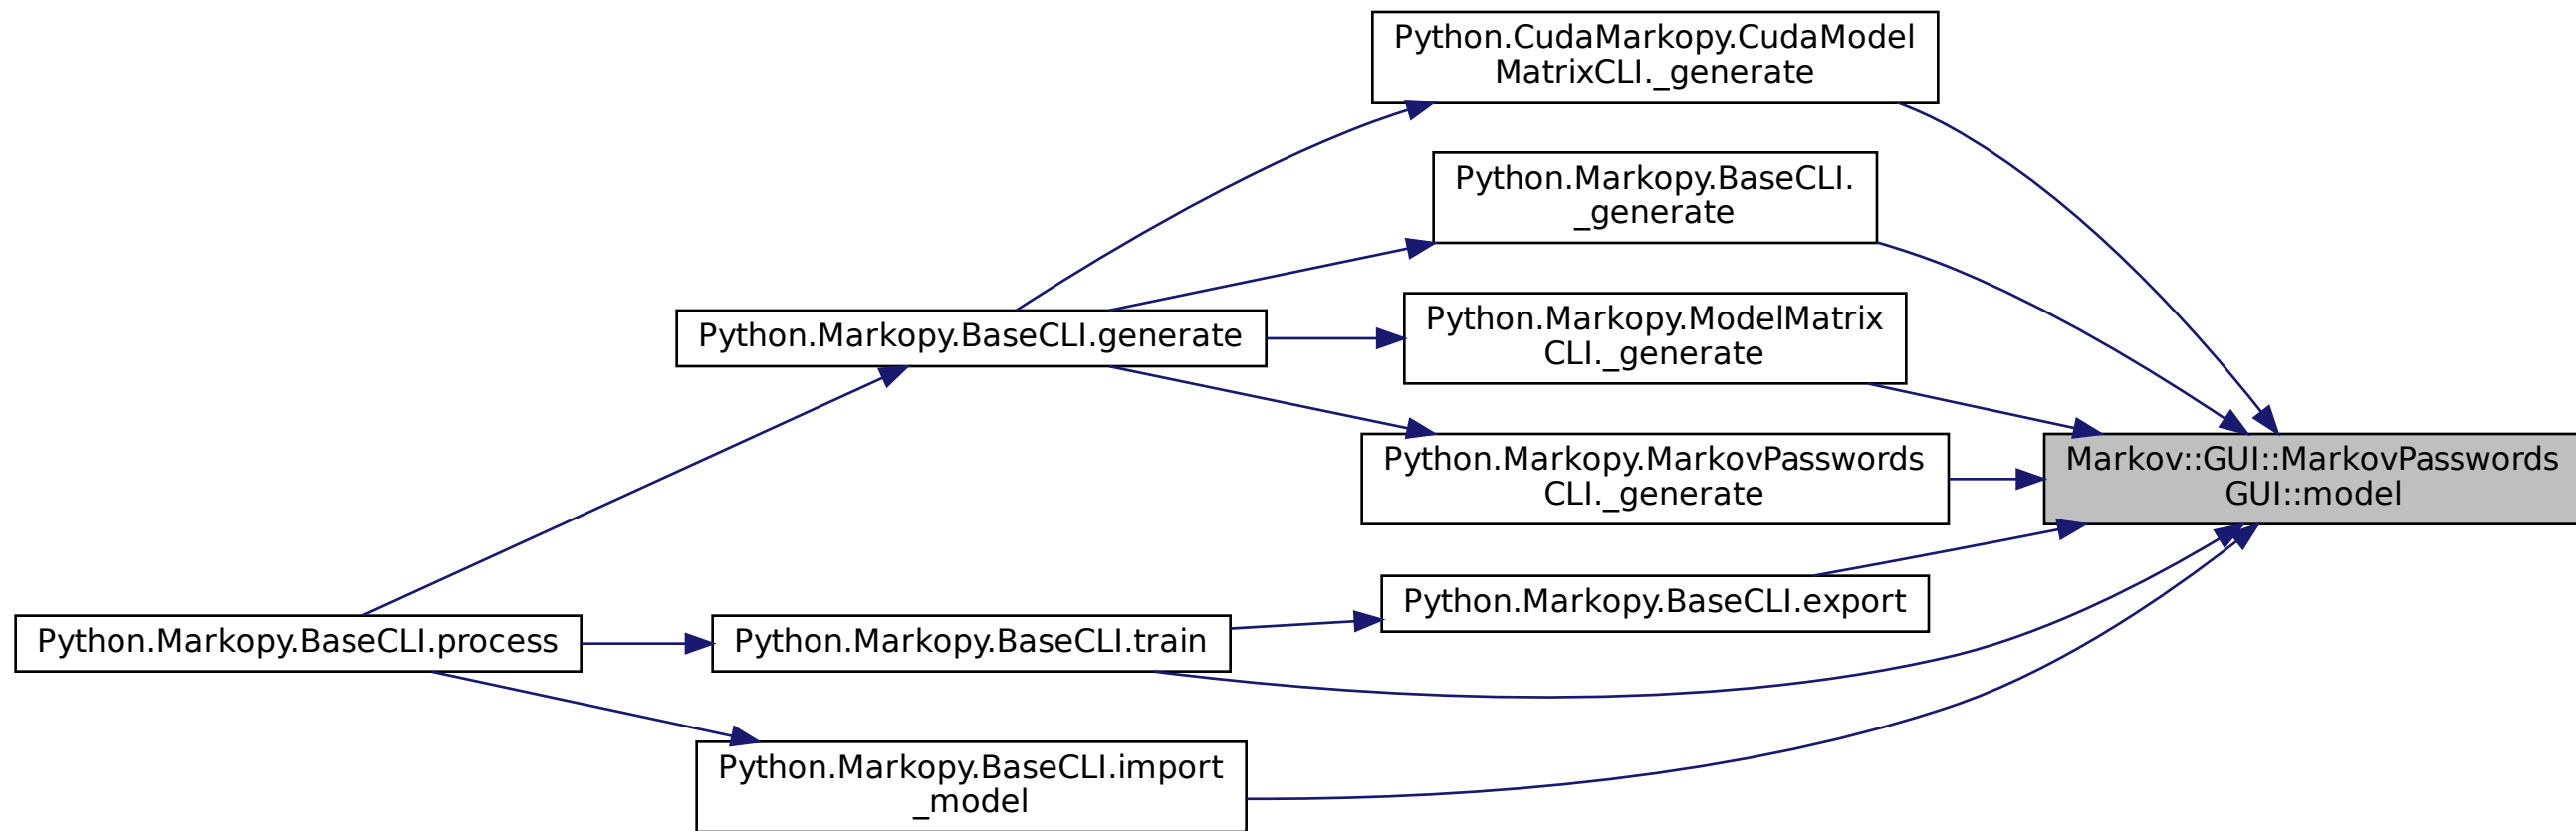 Python.CudaMarkopy.CudaModel
MatrixCLI._generate
Python.Markopy.BaseCLI.
_generate
Python.Markopy.BaseCLI.generate
Python.Markopy.ModelMatrix
CLI._generate
Python.Markopy.MarkovPasswords
CLI._generate
Markov::GUI::MarkovPasswords
GUI::model
Python.Markopy.BaseCLI.export
Python.Markopy.BaseCLI.process
Python.Markopy.BaseCLI.train
Python.Markopy.BaseCLI.import
_model